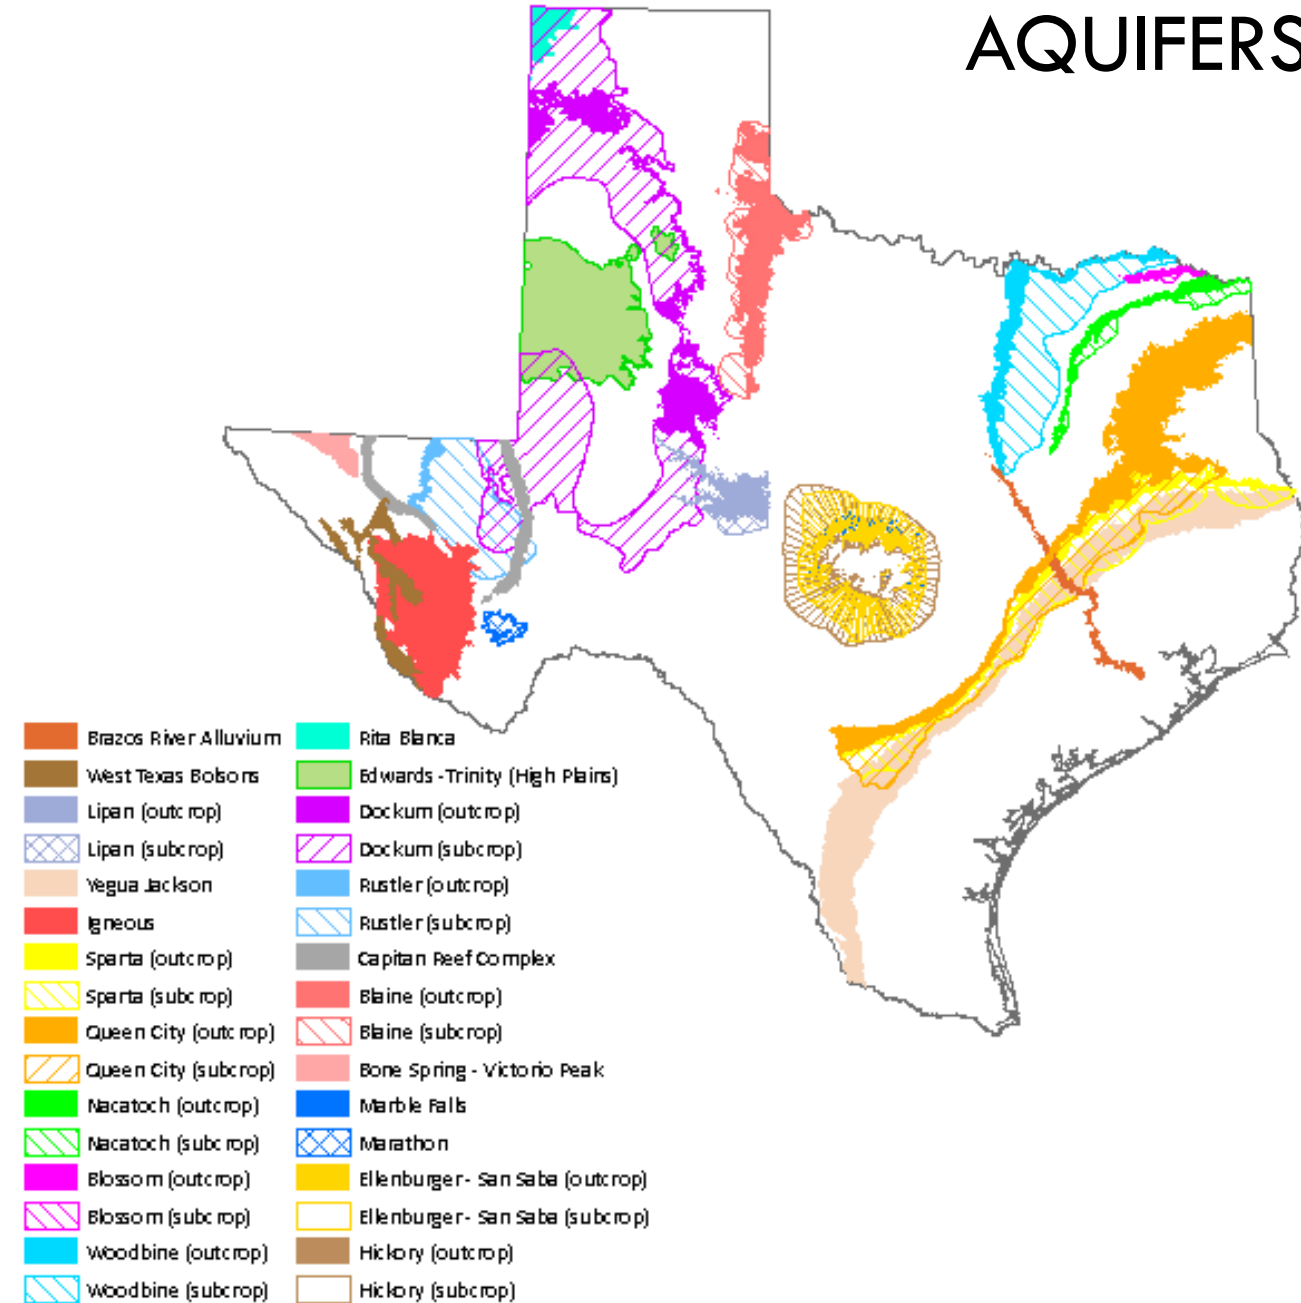 AQUIFERS
Brazos River Alluvium
West Texas Bolsons
Lipan (outcrop)
Lipan (subcrop)
Yegua Jackson
Igneous
Sparta (outcrop)
Sparta (subcrop)
Queen City (outcrop)
Queen City (subcrop)
Nacatoch (outcrop)
Nacatoch (subcrop)
Blossom (outcrop)
Blossom (subcrop)
Woodbine (outcrop)
Woodbine (subcrop)
Rita Blanca
Edwards -Trinity (High Plains)
Dockum (outcrop)
Dockum (subcrop)
Rustler (outcrop)
Rustler (subcrop)
Capitan Reef Complex
Blaine (outcrop)
Blaine (subcrop)
Bone Spring - Victorio Peak
Marble Falls
Marathon
Ellenburger - San Saba (outcrop)
Ellenburger - San Saba (subcrop)
Hickory (outcrop)
Hickory (subcrop)